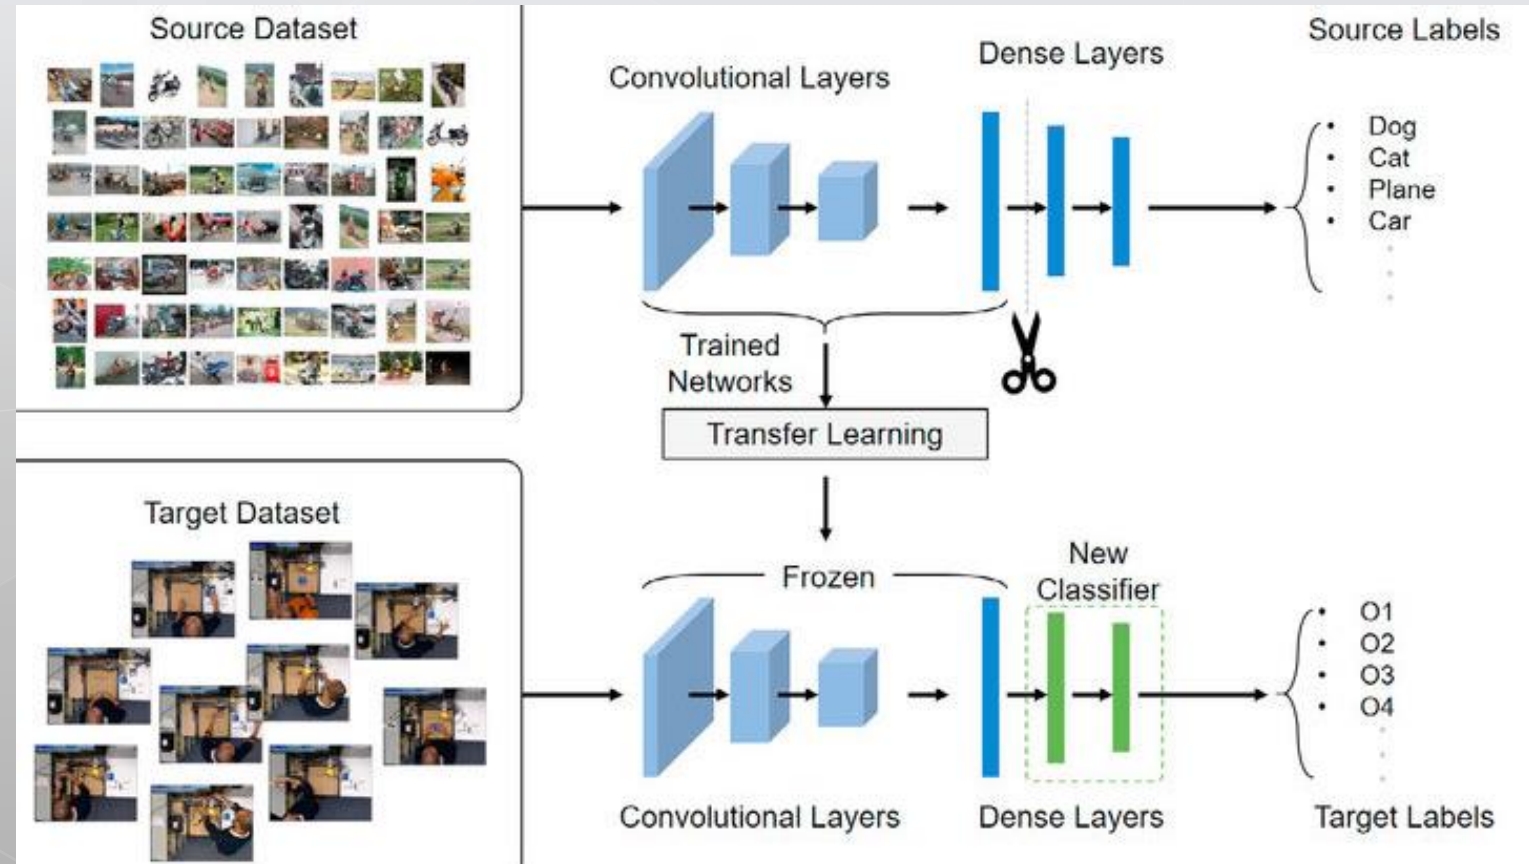 Source Dataset
Convolutional Layers
Dense Layers
Source Labels
• Dog
• Cat
• Plane
• Car
Trained
Networks
Transfer Learning
Target Dataset
Frozen
New
Classifier
• O1
• O2
• O3
• O4
Convolutional Layers
Dense Layers
Target Labels